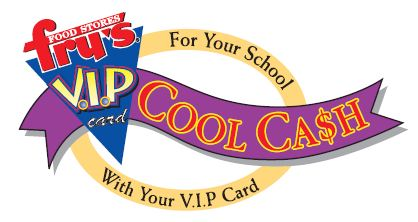 fry's
FOOD STORES
V.I.P
card
For Your School
COOL CA$H
With Your V.I.P Card